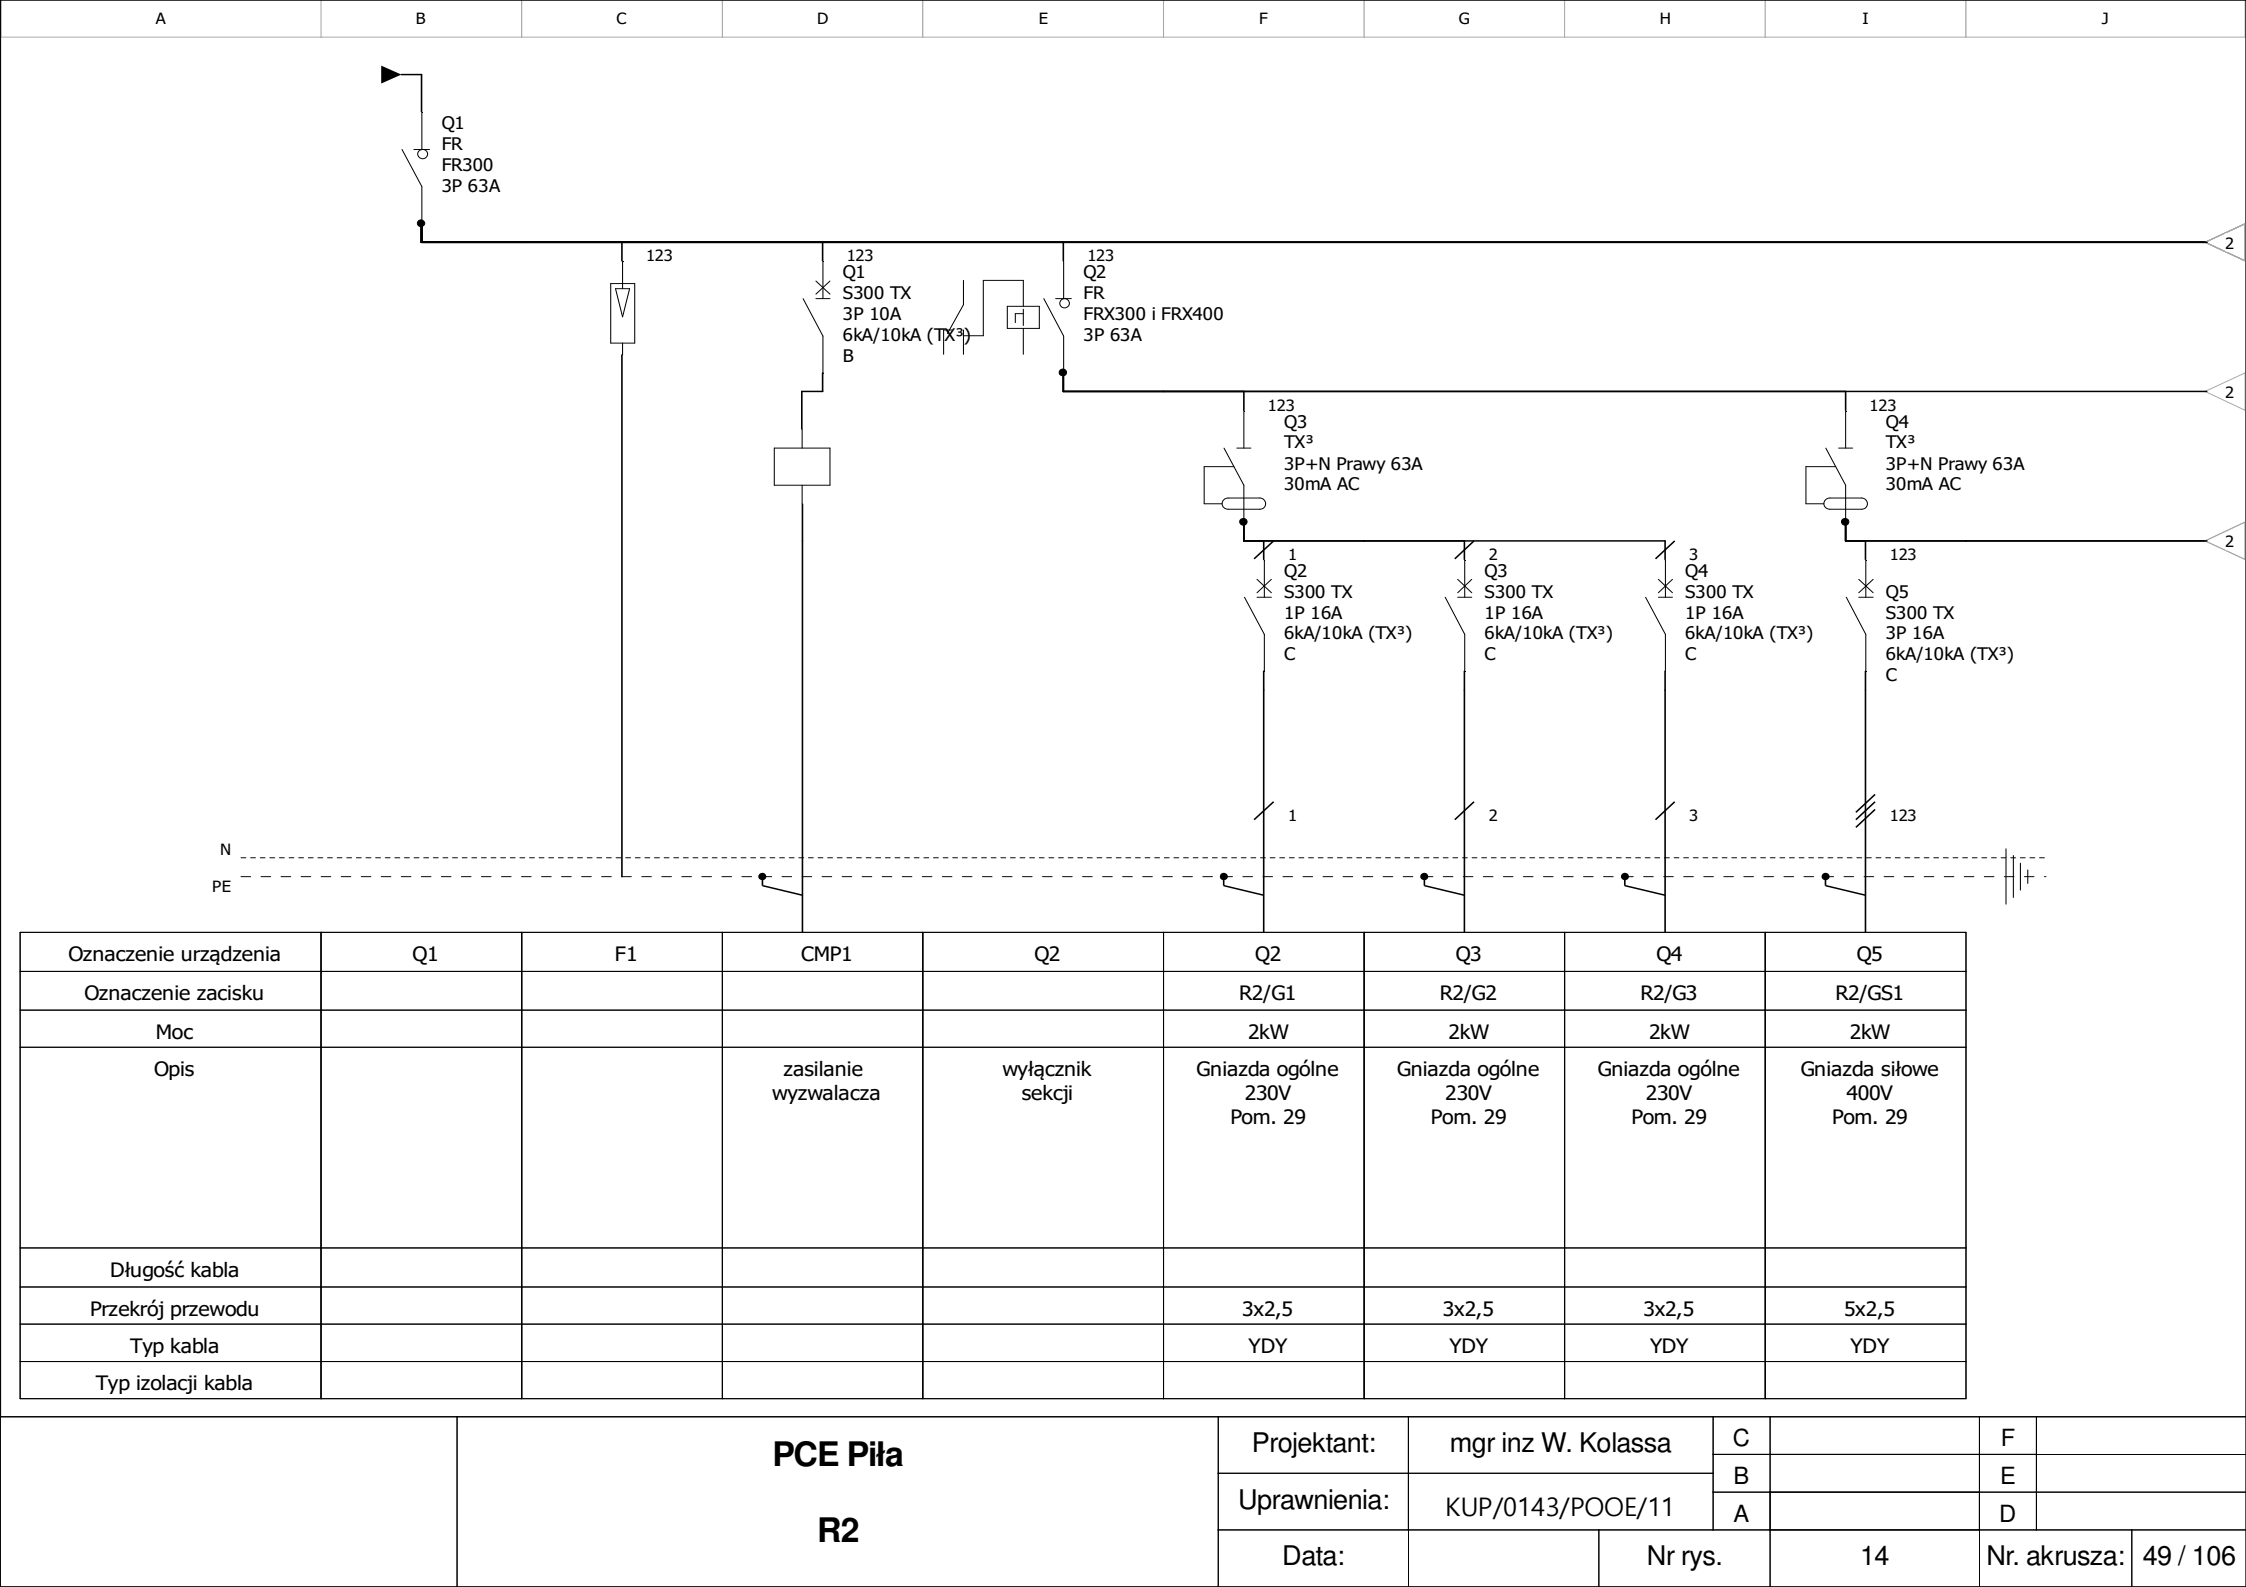 A B C D E F G H I J
Q1
FR
FR300
3P 63A
2
123
123
Q1
S300 TX
3P 10A
6kA/10kA (TX³)
B
123
Q2
FR
FRX300 i FRX400
3P 63A
2
123
Q3
TX³
3P+N Prawy 63A
30mA AC
123
Q4
TX³
3P+N Prawy 63A
30mA AC
2
1
Q2
S300 TX
1P 16A
6kA/10kA (TX³)
C
2
Q3
S300 TX
1P 16A
6kA/10kA (TX³)
C
3
Q4
S300 TX
1P 16A
6kA/10kA (TX³)
C
123
Q5
S300 TX
3P 16A
6kA/10kA (TX³)
C
1 2 3 123
N
PE
Oznaczenie urządzenia Q1 F1 CMP1 Q2 Q2 Q3 Q4 Q5
Oznaczenie zacisku R2/G1 R2/G2 R2/G3 R2/GS1
Moc 2kW 2kW 2kW 2kW
Opis zasilanie wyłącznik Gniazda ogólne Gniazda ogólne Gniazda ogólne Gniazda siłowe
wyzwalacza sekcji 230V 230V 230V 400V
Pom. 29 Pom. 29 Pom. 29 Pom. 29
Długość kabla
Przekrój przewodu 3x2,5 3x2,5 3x2,5 5x2,5
Typ kabla YDY YDY YDY YDY
Typ izolacji kabla
PCE Piła
R2
Projektant: mgr inz W. Kolassa C F
B E
Uprawnienia: KUP/0143/POOE/11 A D
Data: Nr rys. 14 Nr. akrusza: 49 / 106